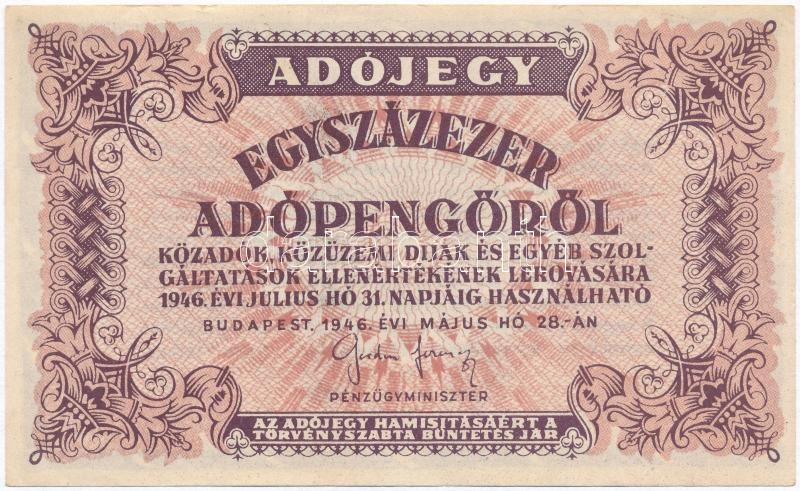 ADÓJEGY
EGYSZÁZEZER
ADÓPENGŐRŐL
KÖZADÓK, KÖZÜZEMI DIJAK ÉS EGYÉB SZOL-
GÁLTATÁSOK ELLENÉRTÉKÉNEK LEROVÁSÁRA
1946. ÉVI JULIUS HÓ 31. NAPJÁIG HASZNÁLHATÓ
BUDAPEST, 1946. ÉVI MÁJUS HÓ 28.-ÁN
PÉNZÜGYMINISZTER
AZ ADÓJEGY HAMISITÁSAÉRT A
TÖRVÉNYSZABTA BÜNTETÉS JÁR